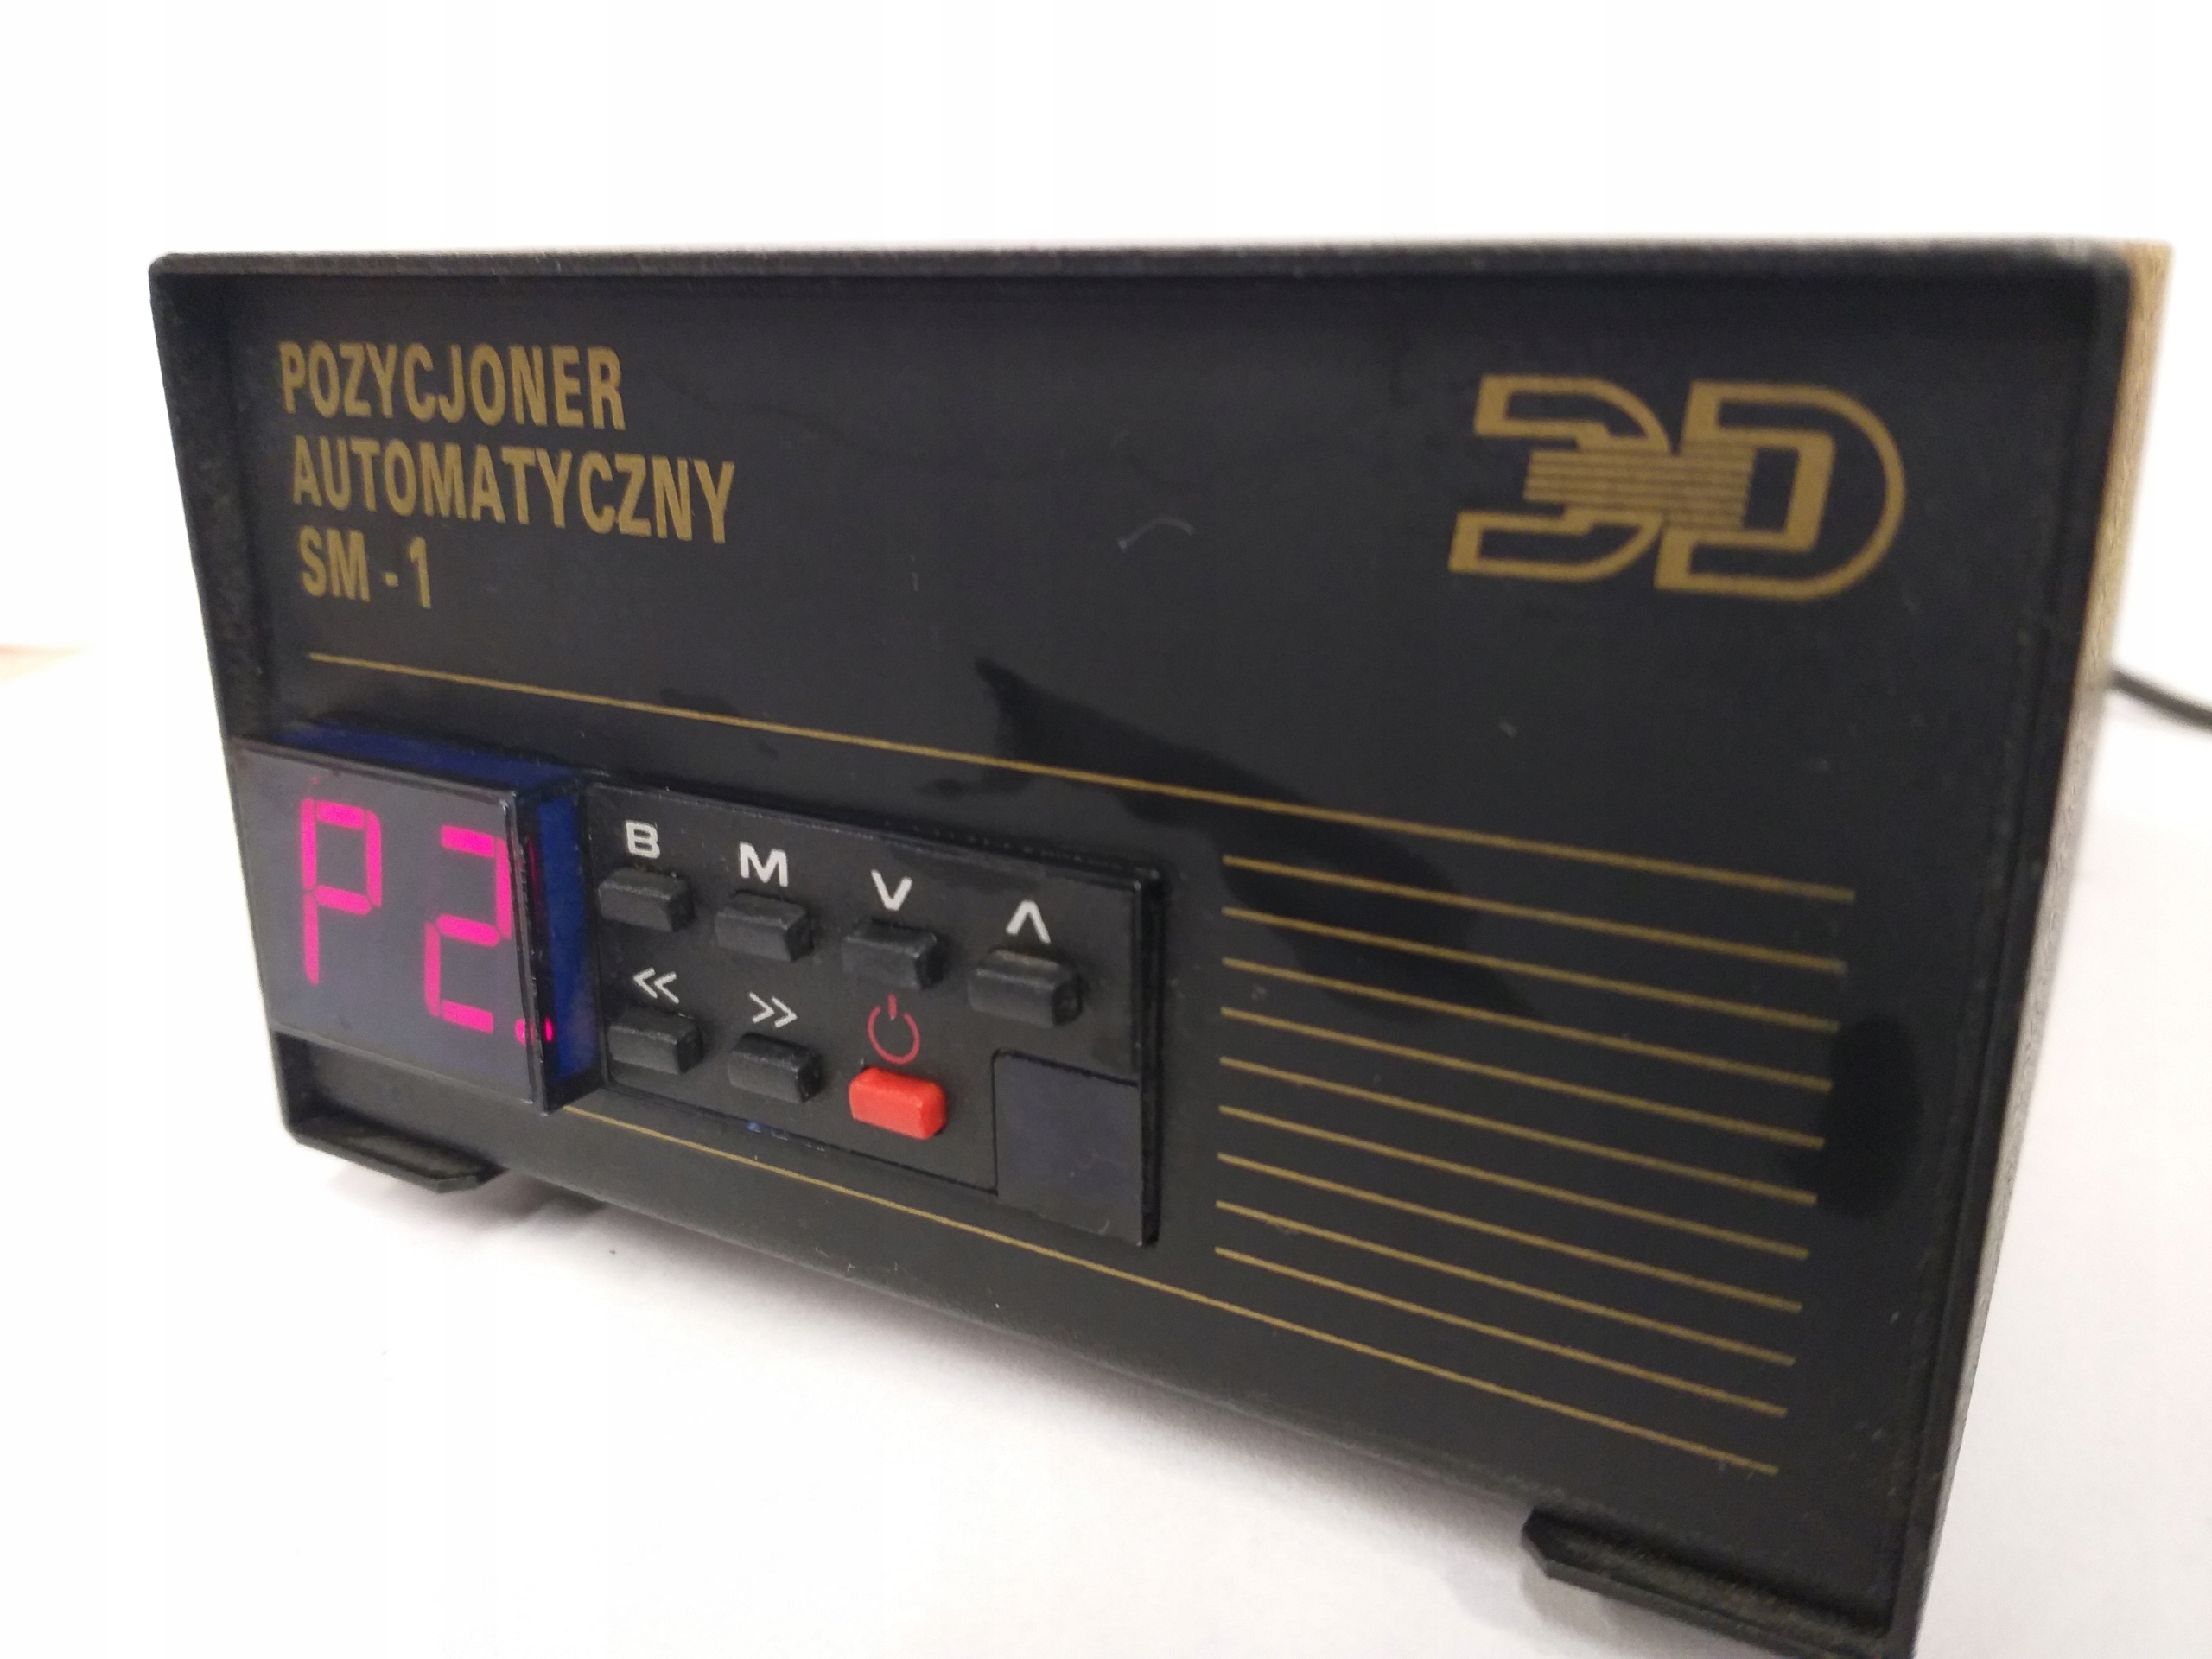 POZYCJONER
AUTOMATYCZNY
SM - 1
3D
P2.
B M V Λ
<< >>